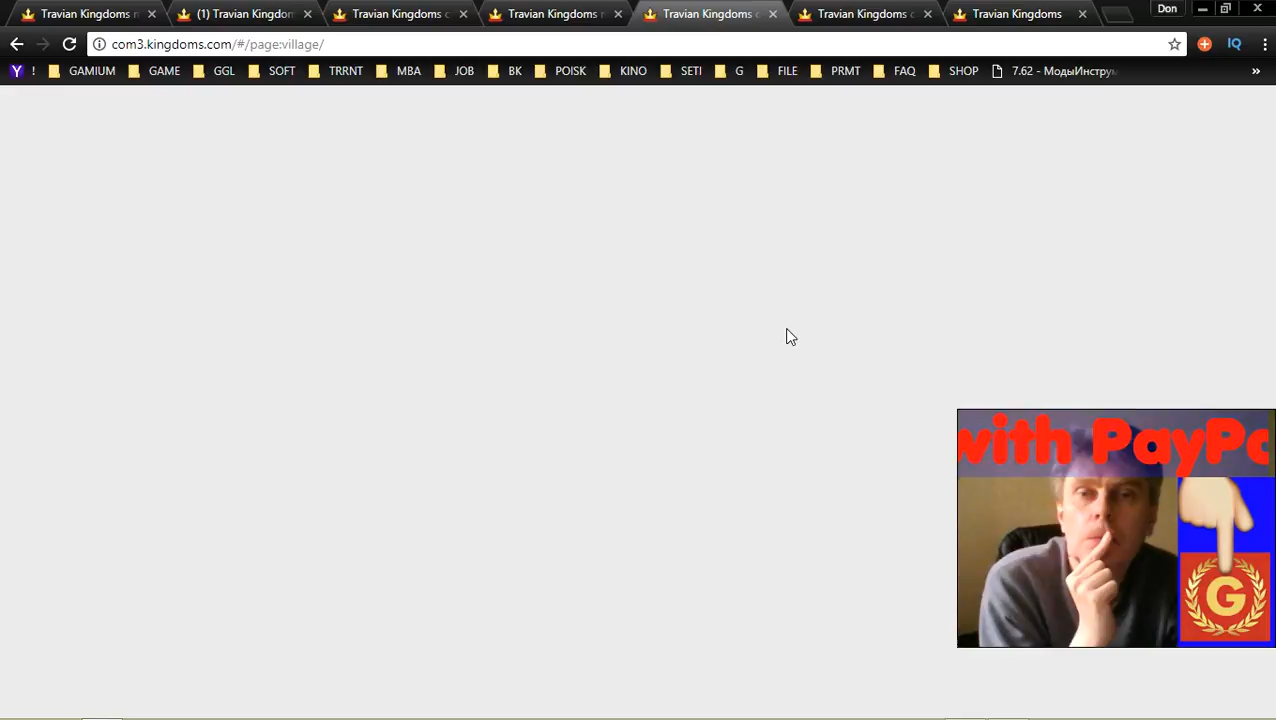 Travian Kingdoms n
(1) Travian Kingdom
Travian Kingdoms c
Travian Kingdoms n
Travian Kingdoms c
Travian Kingdoms c
Travian Kingdoms
Don
com3.kingdoms.com/#/page:village/
IQ
Y ! GAMIUM GAME GGL SOFT TRRNT MBA JOB BK POISK KINO SETI G FILE PRMT FAQ SHOP 7.62 - МодыИнструм »
with PayPa
G